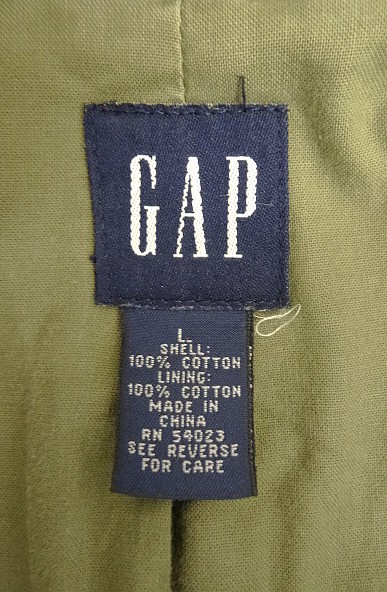 GAP
L
SHELL:
100% COTTON
LINING:
100% COTTON
MADE IN
CHINA
RN 54023
SEE REVERSE
FOR CARE